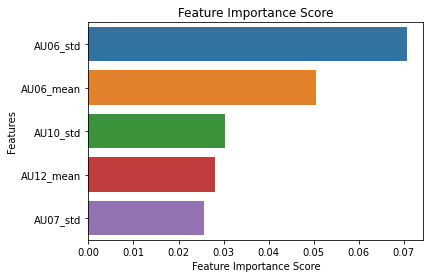 Feature Importance Score
Features
AU06_std
AU06_mean
AU10_std
AU12_mean
AU07_std
0.00 0.01 0.02 0.03 0.04 0.05 0.06 0.07
Feature Importance Score